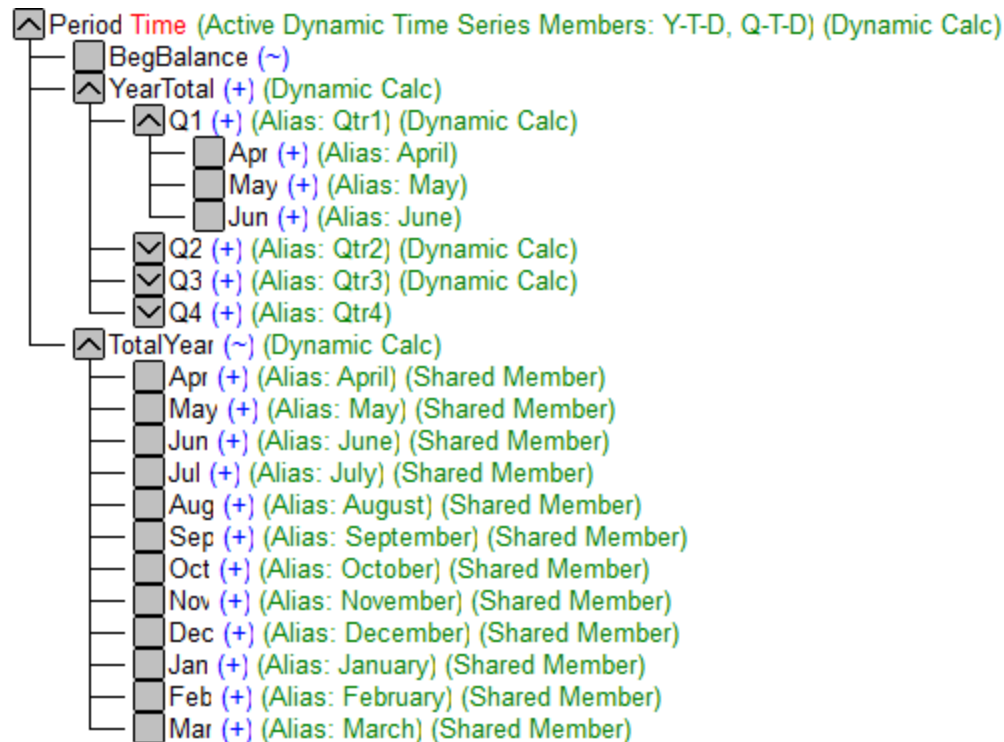 Period Time (Active Dynamic Time Series Members: Y-T-D, Q-T-D) (Dynamic Calc)
BegBalance (~)
YearTotal (+) (Dynamic Calc)
Q1 (+) (Alias: Qtr1) (Dynamic Calc)
Apr (+) (Alias: April)
May (+) (Alias: May)
Jun (+) (Alias: June)
Q2 (+) (Alias: Qtr2) (Dynamic Calc)
Q3 (+) (Alias: Qtr3) (Dynamic Calc)
Q4 (+) (Alias: Qtr4)
TotalYear (~) (Dynamic Calc)
Apr (+) (Alias: April) (Shared Member)
May (+) (Alias: May) (Shared Member)
Jun (+) (Alias: June) (Shared Member)
Jul (+) (Alias: July) (Shared Member)
Aug (+) (Alias: August) (Shared Member)
Sep (+) (Alias: September) (Shared Member)
Oct (+) (Alias: October) (Shared Member)
Nov (+) (Alias: November) (Shared Member)
Dec (+) (Alias: December) (Shared Member)
Jan (+) (Alias: January) (Shared Member)
Feb (+) (Alias: February) (Shared Member)
Mar (+) (Alias: March) (Shared Member)